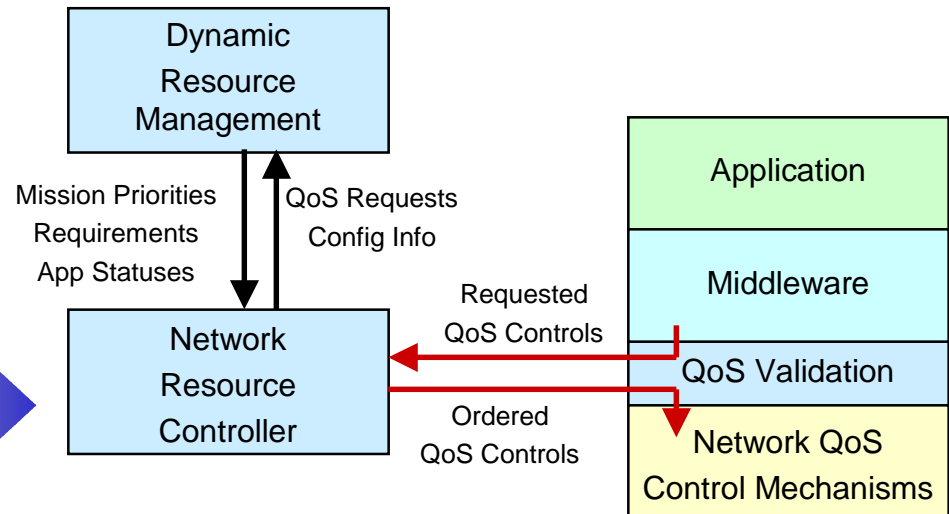 Dynamic
Resource
Management
Mission Priorities
Requirements
App Statuses
QoS Requests
Config Info
Network
Resource
Controller
Requested
QoS Controls
Ordered
QoS Controls
Application
Middleware
QoS Validation
Network QoS
Control Mechanisms